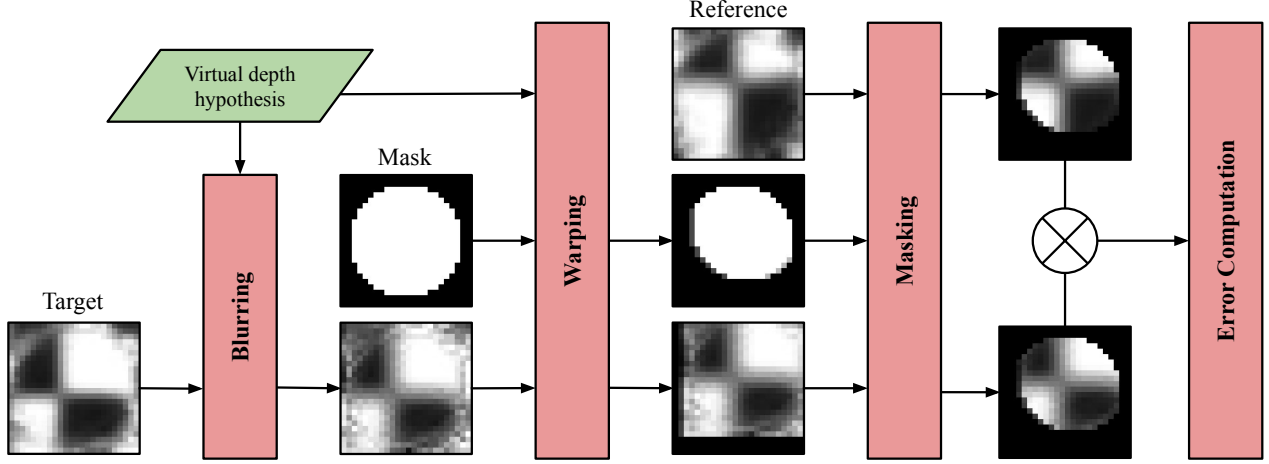 Reference
Virtual depth
hypothesis
Mask
Target
Blurring
Warping
Masking
Error Computation